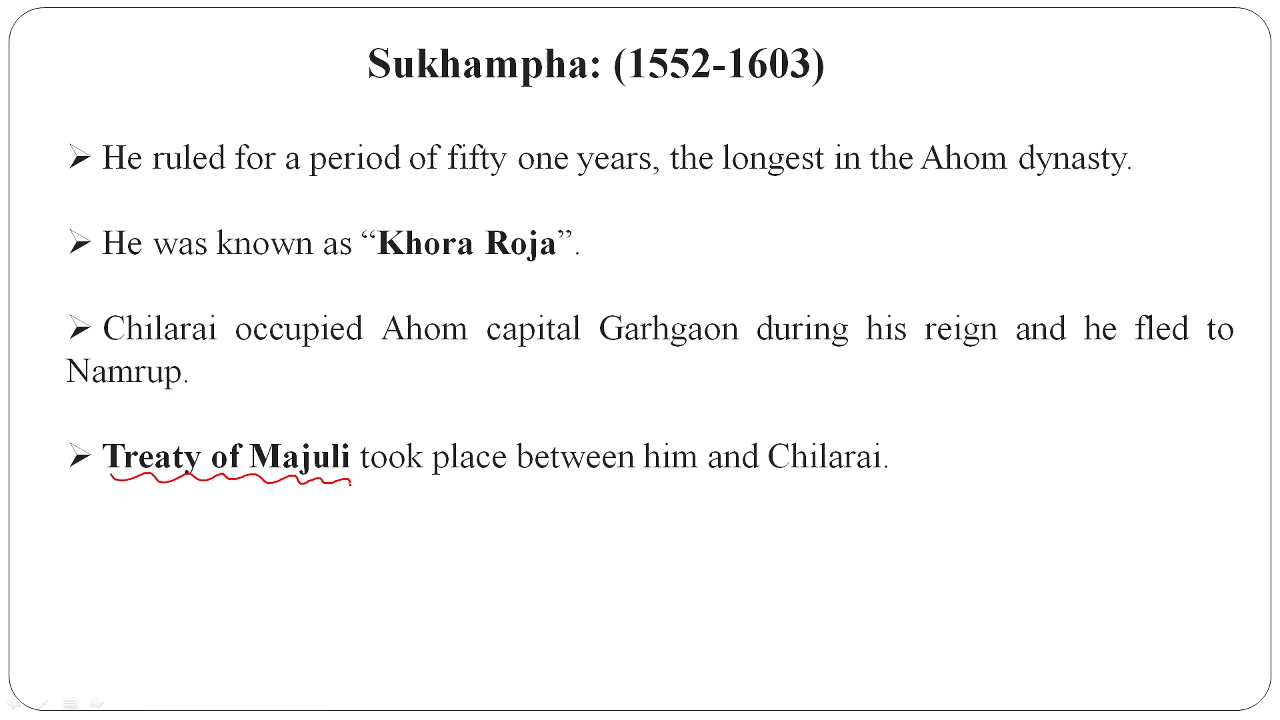 Sukhampha: (1552-1603)
➢ He ruled for a period of fifty one years, the longest in the Ahom dynasty.
➢ He was known as “Khora Roja”.
➢ Chilarai occupied Ahom capital Garhgaon during his reign and he fled to
Namrup.
➢ Treaty of Majuli took place between him and Chilarai.